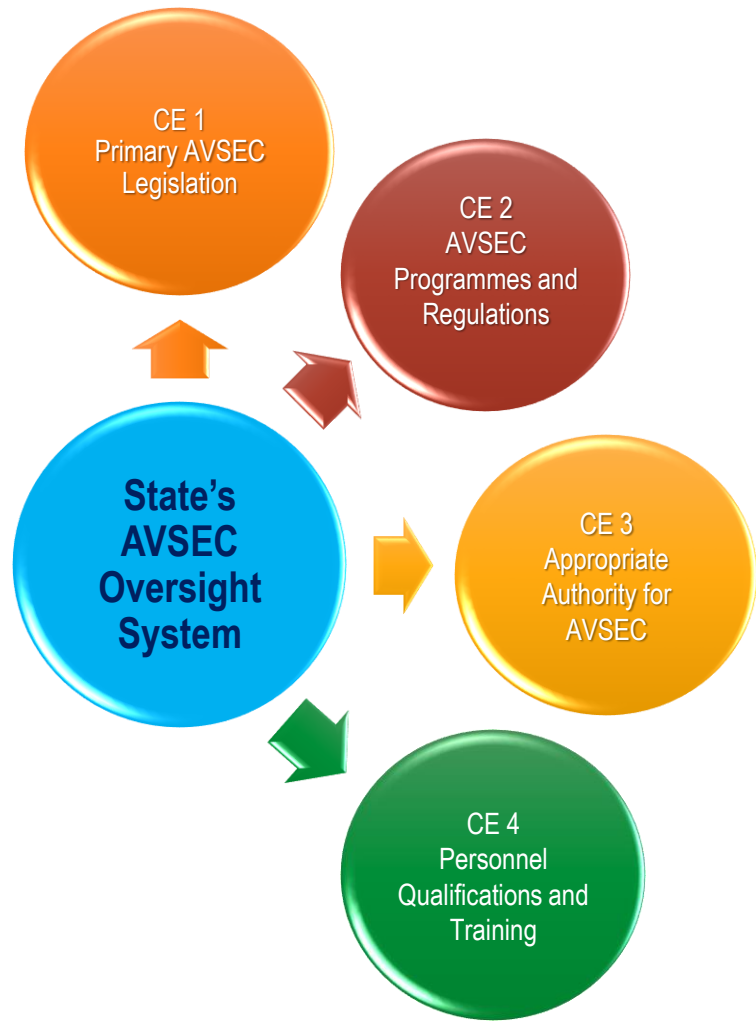 CE 1
Primary AVSEC
Legislation
CE 2
AVSEC
Programmes and
Regulations
State’s
AVSEC
Oversight
System
CE 3
Appropriate
Authority for
AVSEC
CE 4
Personnel
Qualifications and
Training